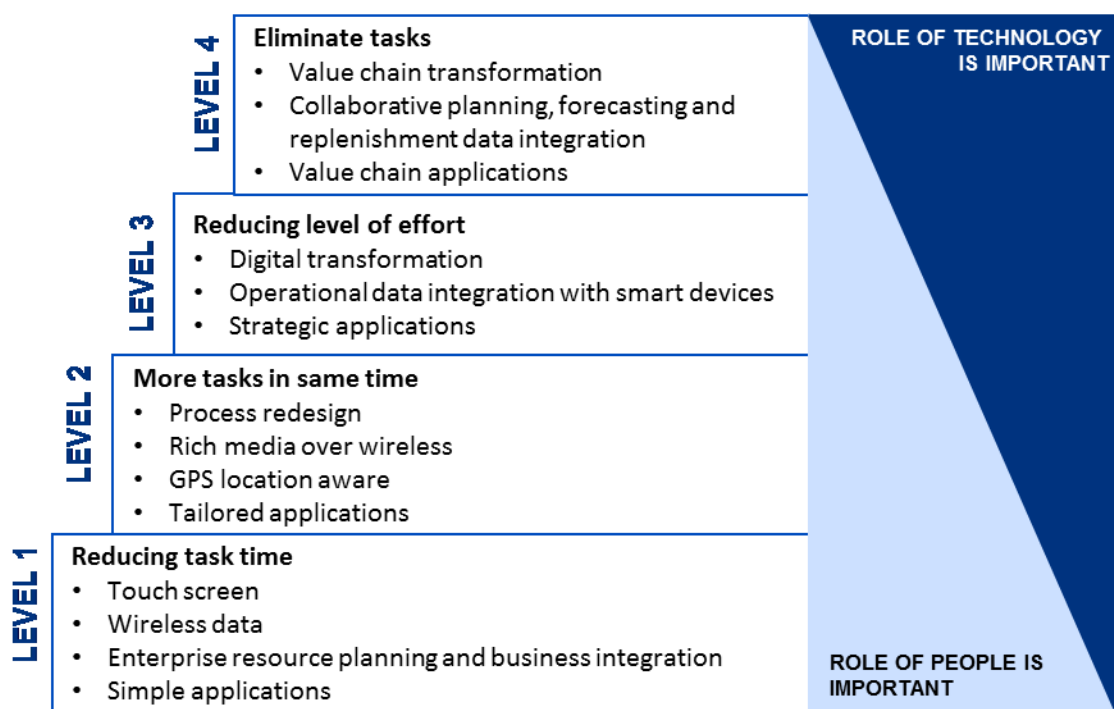 LEVEL 4
Eliminate tasks
• Value chain transformation
• Collaborative planning, forecasting and
replenishment data integration
• Value chain applications
LEVEL 3
Reducing level of effort
• Digital transformation
• Operational data integration with smart devices
• Strategic applications
LEVEL 2
More tasks in same time
• Process redesign
• Rich media over wireless
• GPS location aware
• Tailored applications
LEVEL 1
Reducing task time
• Touch screen
• Wireless data
• Enterprise resource planning and business integration
• Simple applications
ROLE OF TECHNOLOGY
IS IMPORTANT
ROLE OF PEOPLE IS
IMPORTANT